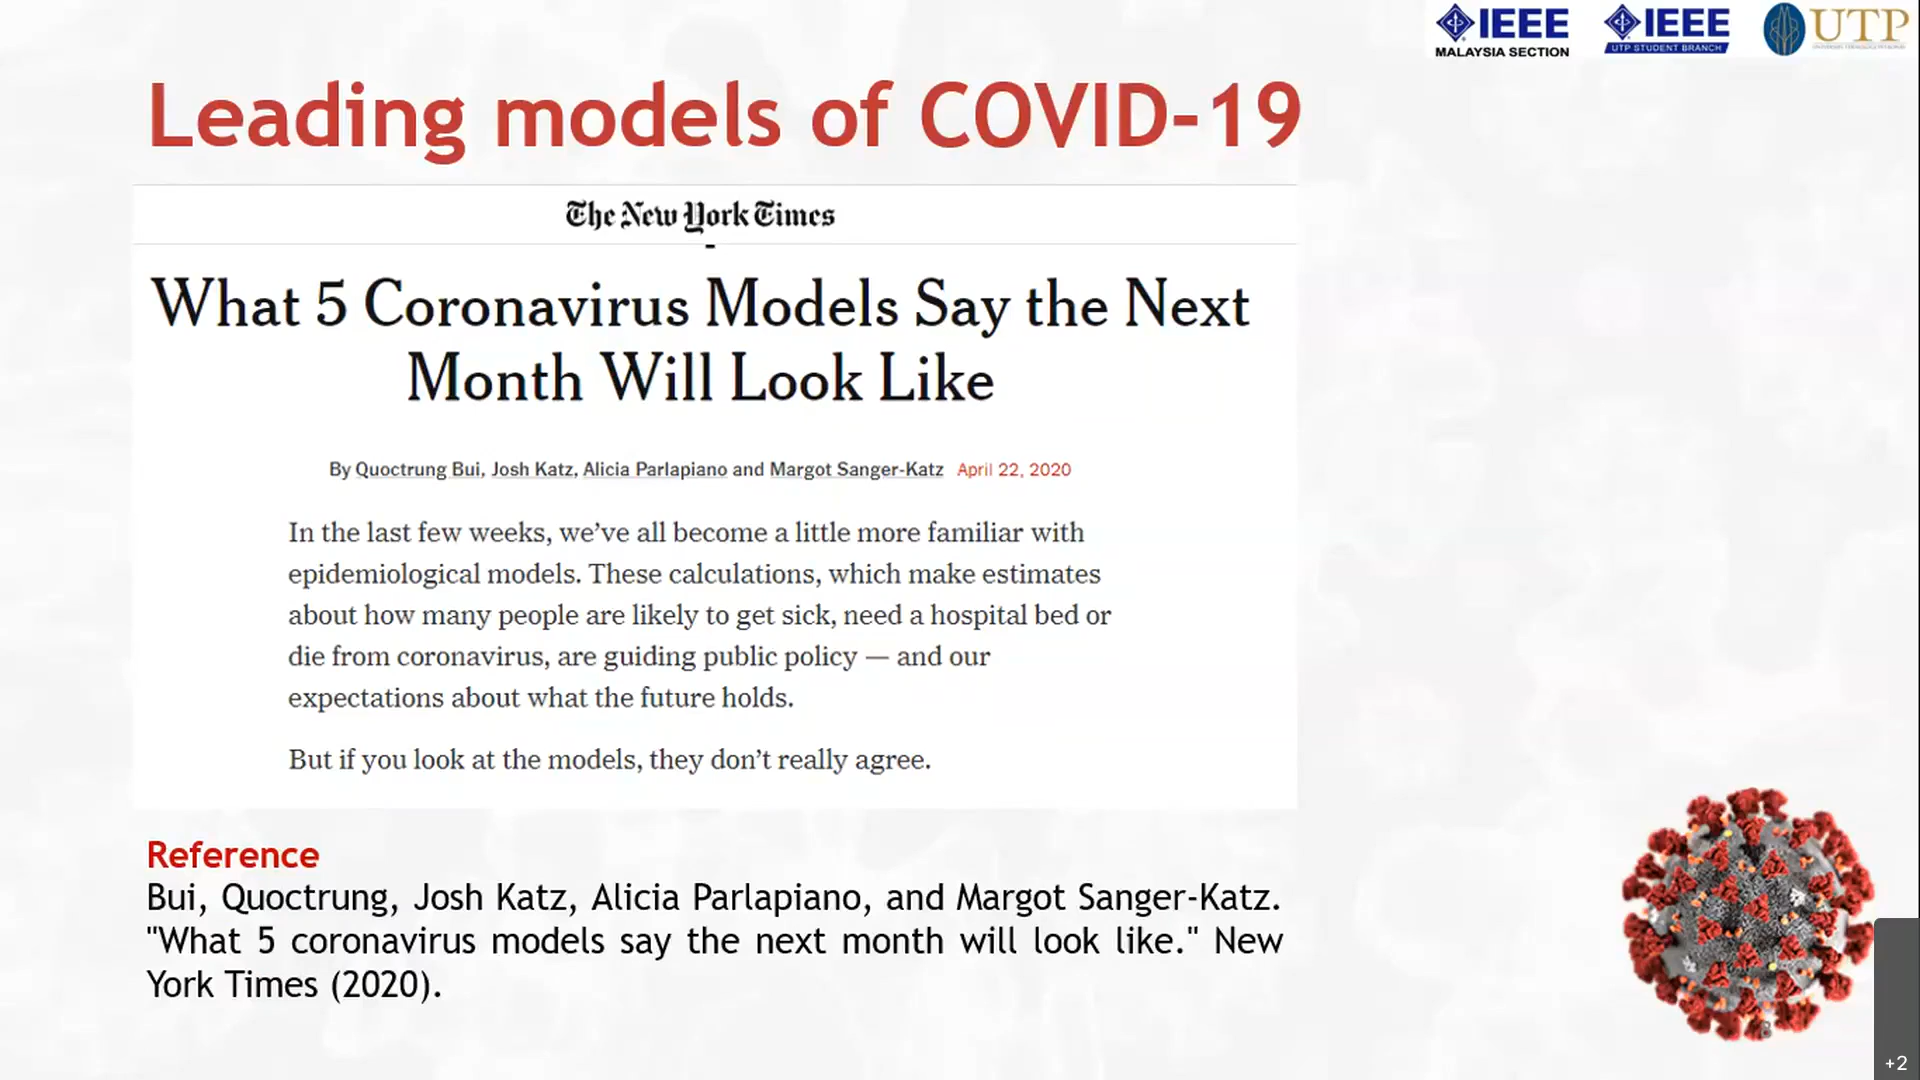 IEEE
MALAYSIA SECTION
IEEE
UTP STUDENT BRANCH
UTP
Leading models of COVID-19
The New York Times
What 5 Coronavirus Models Say the Next
Month Will Look Like
By Quoctrung Bui, Josh Katz, Alicia Parlapiano and Margot Sanger-Katz April 22, 2020
In the last few weeks, we’ve all become a little more familiar with
epidemiological models. These calculations, which make estimates
about how many people are likely to get sick, need a hospital bed or
die from coronavirus, are guiding public policy — and our
expectations about what the future holds.
But if you look at the models, they don’t really agree.
Reference
Bui, Quoctrung, Josh Katz, Alicia Parlapiano, and Margot Sanger-Katz.
"What 5 coronavirus models say the next month will look like." New
York Times (2020).
+2